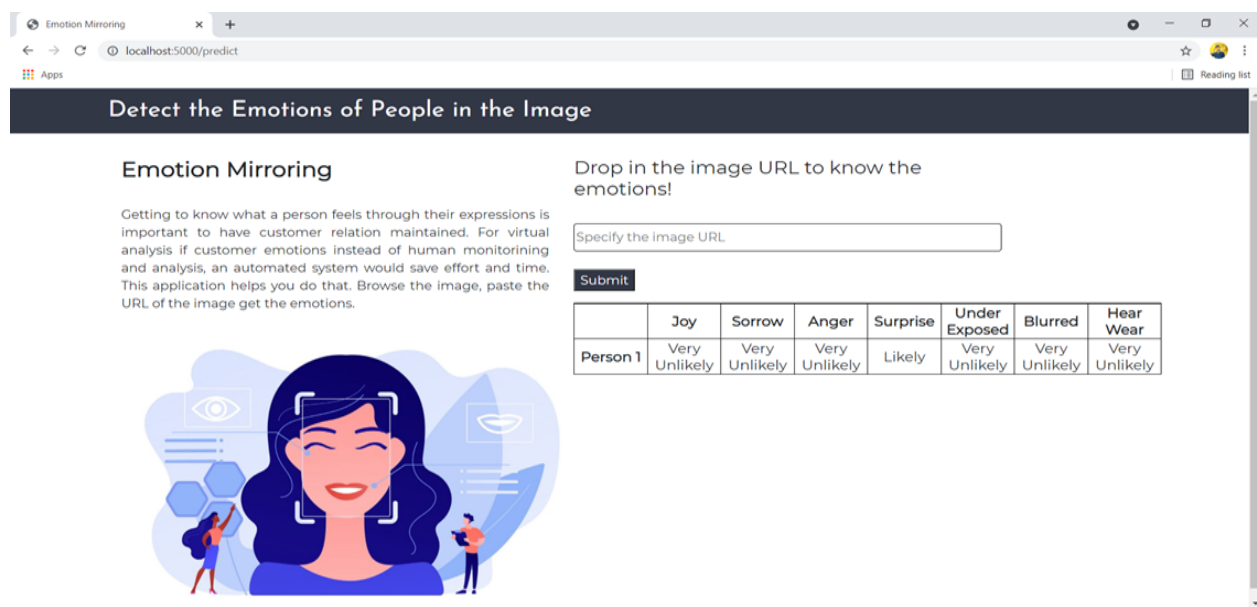 Emotion Mirroring
localhost:5000/predict
Apps
Reading list
Detect the Emotions of People in the Image
Emotion Mirroring
Getting to know what a person feels through their expressions is
important to have customer relation maintained. For virtual
analysis if customer emotions instead of human monitorining
and analysis, an automated system would save effort and time.
This application helps you do that. Browse the image, paste the
URL of the image get the emotions.
Drop in the image URL to know the
emotions!
Specify the image URL
Submit
Joy Sorrow Anger Surprise Under Exposed Blurred Hear Wear
Person 1 Very Unlikely Very Unlikely Very Unlikely Likely Very Unlikely Very Unlikely Very Unlikely